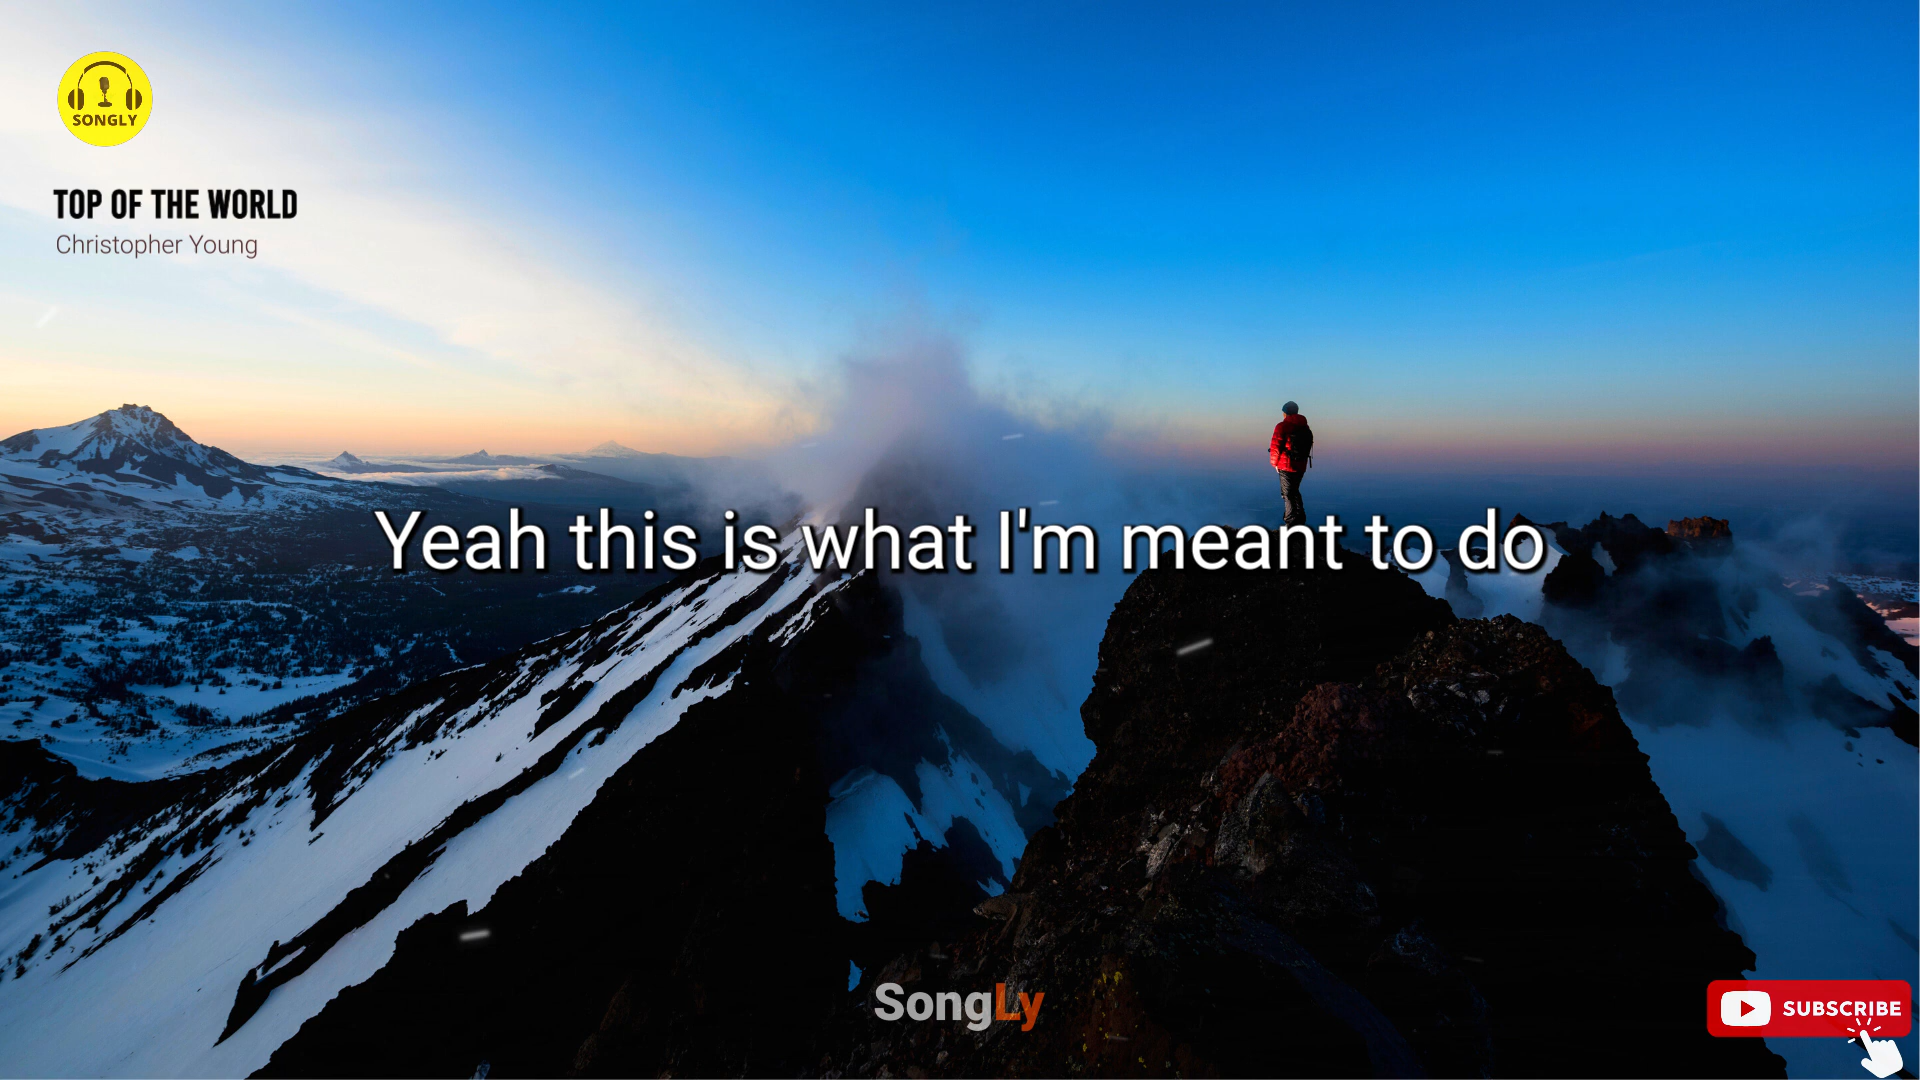 SONGLY
TOP OF THE WORLD
Christopher Young
Yeah this is what I'm meant to do
SongLy
SUBSCRIBE